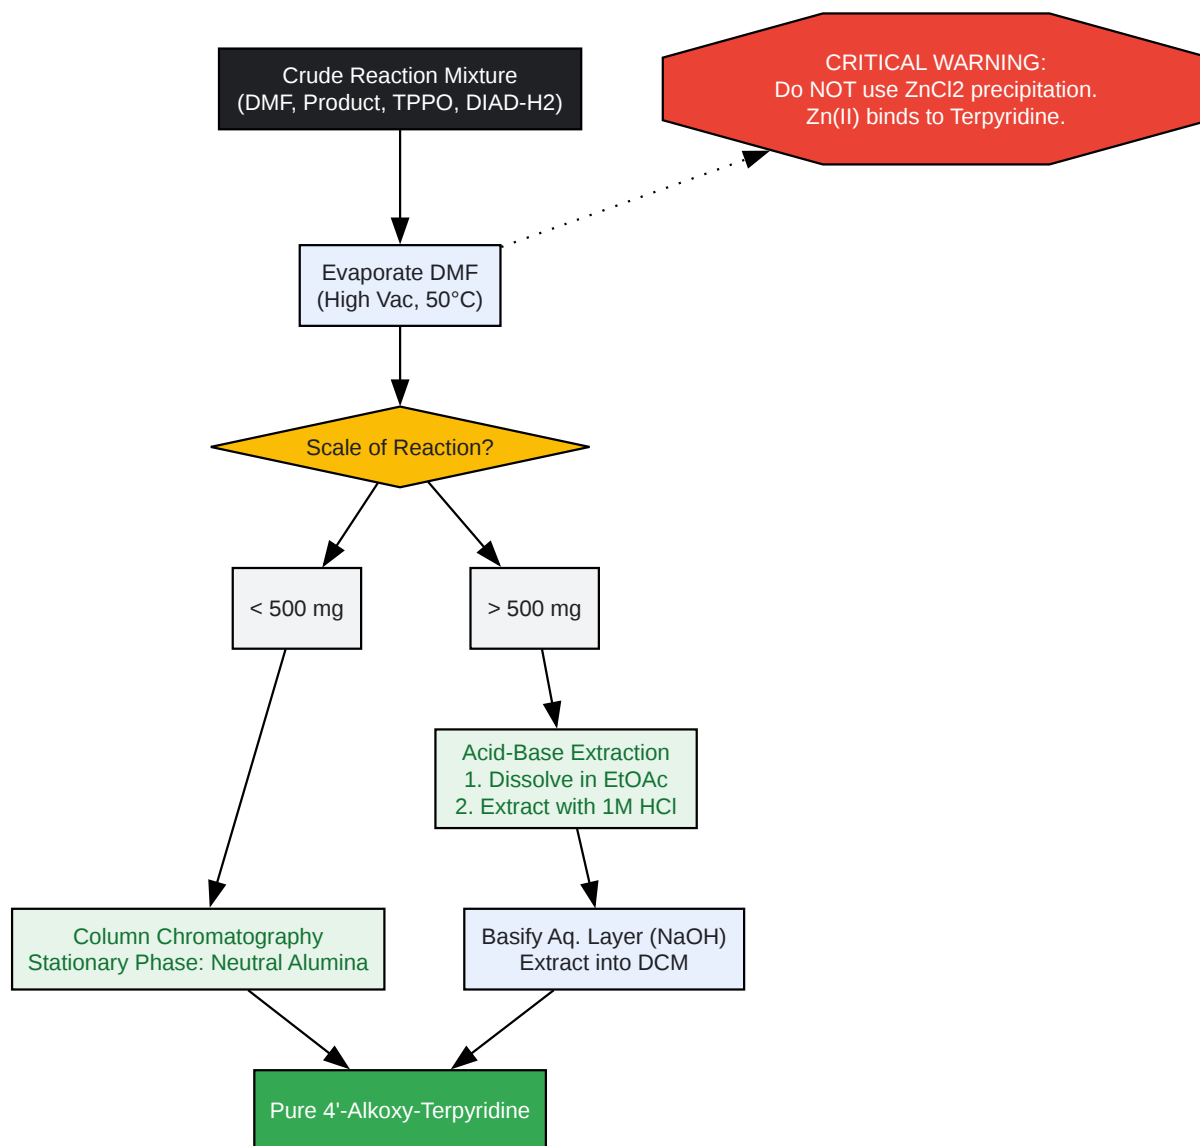 Crude Reaction Mixture
(DMF, Product, TPPO, DIAD-H2)
CRITICAL WARNING:
Do NOT use ZnCl2 precipitation.
Zn(II) binds to Terpyridine.
Evaporate DMF
(High Vac, 50°C)
Scale of Reaction?
< 500 mg
> 500 mg
Acid-Base Extraction
1. Dissolve in EtOAc
2. Extract with 1M HCl
Column Chromatography
Stationary Phase: Neutral Alumina
Basify Aq. Layer (NaOH)
Extract into DCM
Pure 4'-Alkoxy-Terpyridine